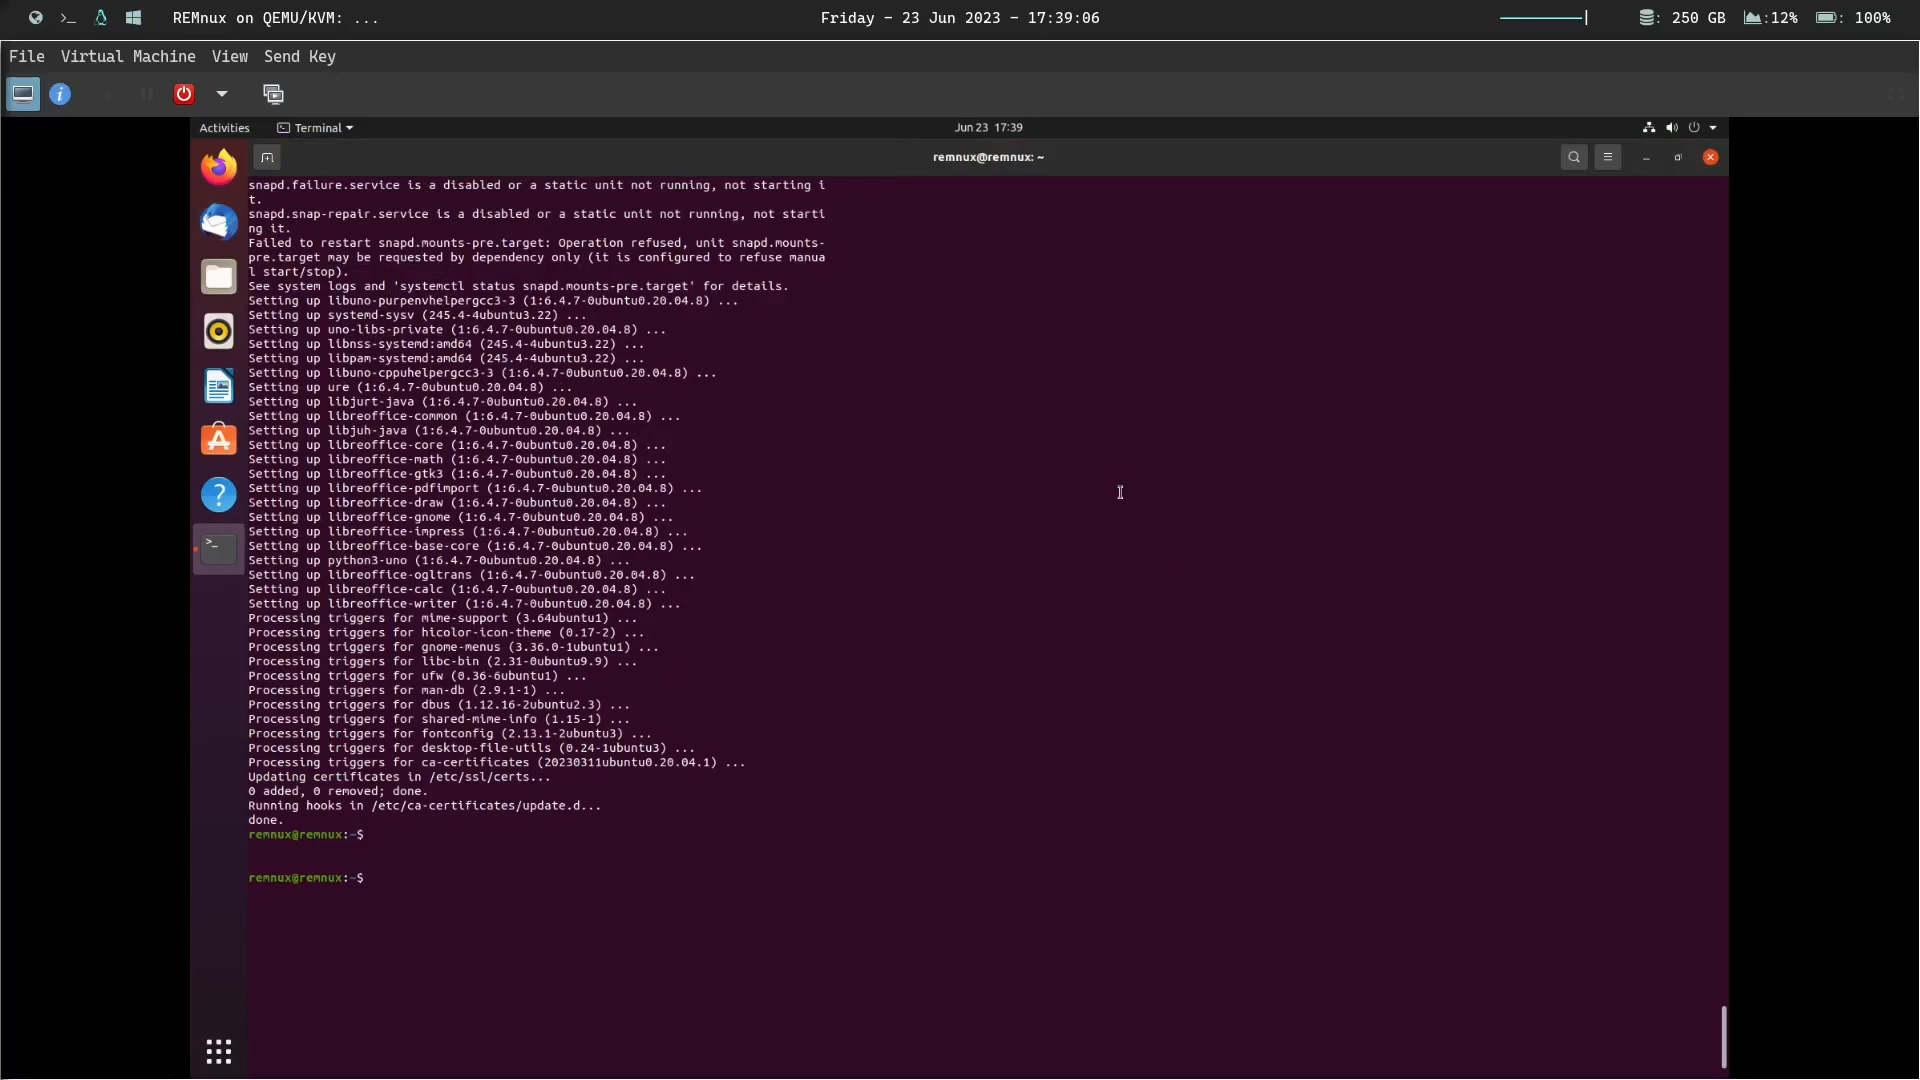 REMnux on QEMU/KVM: ...
Friday - 23 Jun 2023 - 17:39:06
: 250 GB
:12%
: 100%
File Virtual Machine View Send Key
Activities
Terminal
Jun 23 17:39
remnux@remnux: ~
snapd.failure.service is a disabled or a static unit not running, not starting i
t.
snapd.snap-repair.service is a disabled or a static unit not running, not starti
ng it.
Failed to restart snapd.mounts-pre.target: Operation refused, unit snapd.mounts-
pre.target may be requested by dependency only (it is configured to refuse manua
l start/stop).
See system logs and 'systemctl status snapd.mounts-pre.target' for details.
Setting up libuno-purpenvhelpergcc3-3 (1:6.4.7-0ubuntu0.20.04.8) ...
Setting up systemd-sysv (245.4-4ubuntu3.22) ...
Setting up uno-libs-private (1:6.4.7-0ubuntu0.20.04.8) ...
Setting up libnss-systemd:amd64 (245.4-4ubuntu3.22) ...
Setting up libpam-systemd:amd64 (245.4-4ubuntu3.22) ...
Setting up libuno-cppuhelpergcc3-3 (1:6.4.7-0ubuntu0.20.04.8) ...
Setting up ure (1:6.4.7-0ubuntu0.20.04.8) ...
Setting up libjurt-java (1:6.4.7-0ubuntu0.20.04.8) ...
Setting up libreoffice-common (1:6.4.7-0ubuntu0.20.04.8) ...
Setting up libjuh-java (1:6.4.7-0ubuntu0.20.04.8) ...
Setting up libreoffice-core (1:6.4.7-0ubuntu0.20.04.8) ...
Setting up libreoffice-math (1:6.4.7-0ubuntu0.20.04.8) ...
Setting up libreoffice-gtk3 (1:6.4.7-0ubuntu0.20.04.8) ...
Setting up libreoffice-pdfimport (1:6.4.7-0ubuntu0.20.04.8) ...
Setting up libreoffice-draw (1:6.4.7-0ubuntu0.20.04.8) ...
Setting up libreoffice-gnome (1:6.4.7-0ubuntu0.20.04.8) ...
Setting up libreoffice-impress (1:6.4.7-0ubuntu0.20.04.8) ...
Setting up libreoffice-base-core (1:6.4.7-0ubuntu0.20.04.8) ...
Setting up python3-uno (1:6.4.7-0ubuntu0.20.04.8) ...
Setting up libreoffice-ogltrans (1:6.4.7-0ubuntu0.20.04.8) ...
Setting up libreoffice-calc (1:6.4.7-0ubuntu0.20.04.8) ...
Setting up libreoffice-writer (1:6.4.7-0ubuntu0.20.04.8) ...
Processing triggers for mime-support (3.64ubuntu1) ...
Processing triggers for hicolor-icon-theme (0.17-2) ...
Processing triggers for gnome-menus (3.36.0-1ubuntu1) ...
Processing triggers for libc-bin (2.31-0ubuntu9.9) ...
Processing triggers for ufw (0.36-6ubuntu1) ...
Processing triggers for man-db (2.9.1-1) ...
Processing triggers for dbus (1.12.16-2ubuntu2.3) ...
Processing triggers for shared-mime-info (1.15-1) ...
Processing triggers for fontconfig (2.13.1-2ubuntu3) ...
Processing triggers for desktop-file-utils (0.24-1ubuntu3) ...
Processing triggers for ca-certificates (20230311ubuntu0.20.04.1) ...
Updating certificates in /etc/ssl/certs...
0 added, 0 removed; done.
Running hooks in /etc/ca-certificates/update.d...
done.
remnux@remnux:~$
remnux@remnux:~$